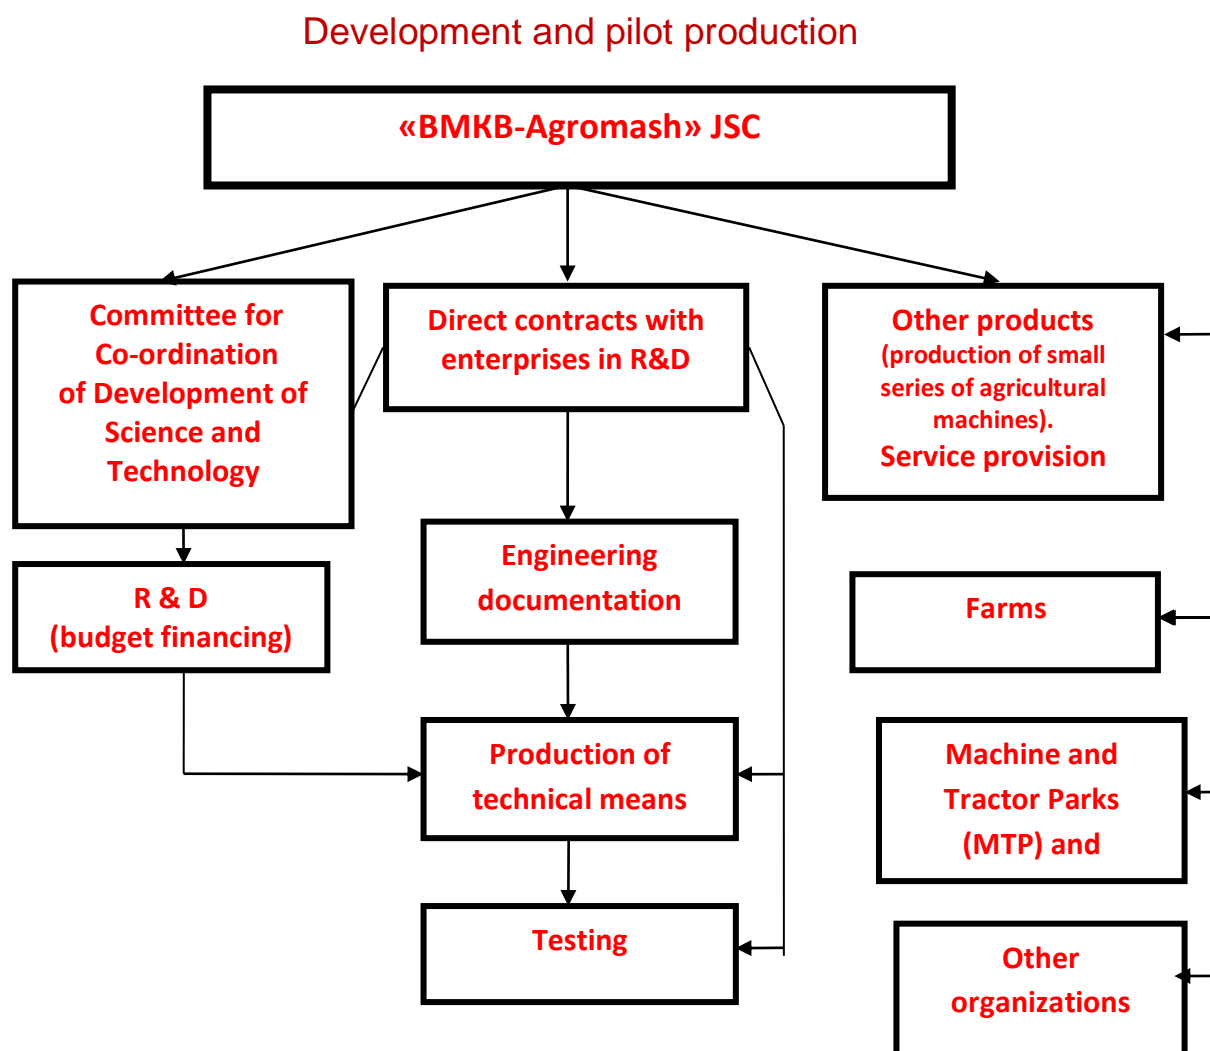 Development and pilot production
«BMKB-Agromash» JSC
Committee for
Co-ordination
of Development of
Science and
Technology
Direct contracts with
enterprises in R&D
Other products
(production of small
series of agricultural
machines).
Service provision
R & D
(budget financing)
Engineering
documentation
Farms
Production of
technical means
Machine and
Tractor Parks
(MTP) and
Testing
Other
organizations